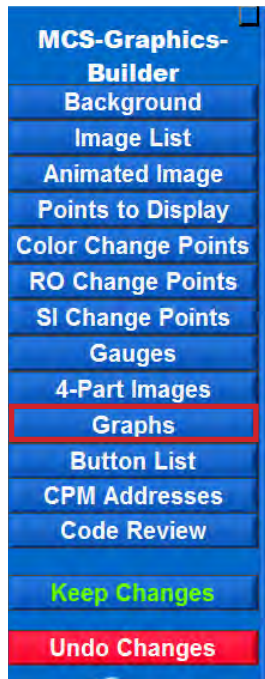 MCS-Graphics-
Builder
Background
Image List
Animated Image
Points to Display
Color Change Points
RO Change Points
SI Change Points
Gauges
4-Part Images
Graphs
Button List
CPM Addresses
Code Review
Keep Changes
Undo Changes